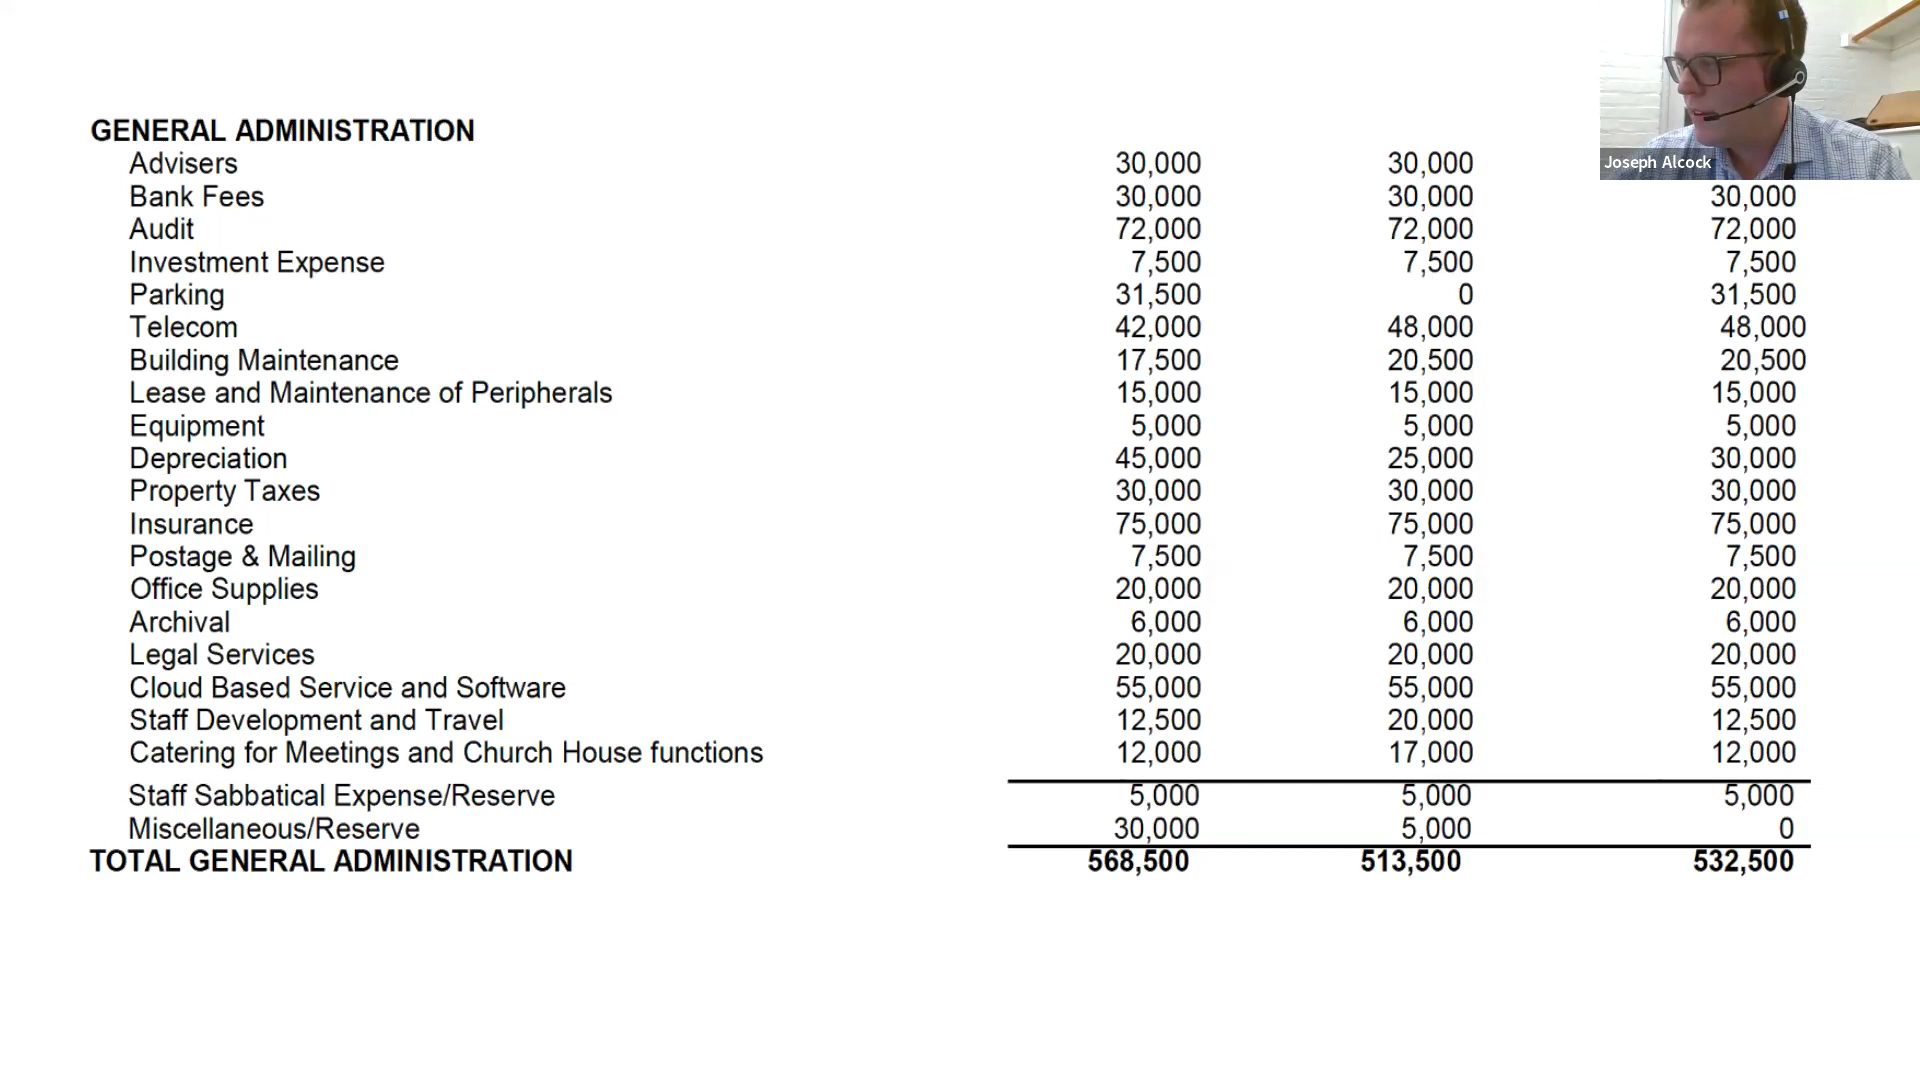 GENERAL ADMINISTRATION
Advisers 30,000 30,000
Joseph Alcock
Bank Fees 30,000 30,000 30,000
Audit 72,000 72,000 72,000
Investment Expense 7,500 7,500 7,500
Parking 31,500 0 31,500
Telecom 42,000 48,000 48,000
Building Maintenance 17,500 20,500 20,500
Lease and Maintenance of Peripherals 15,000 15,000 15,000
Equipment 5,000 5,000 5,000
Depreciation 45,000 25,000 30,000
Property Taxes 30,000 30,000 30,000
Insurance 75,000 75,000 75,000
Postage & Mailing 7,500 7,500 7,500
Office Supplies 20,000 20,000 20,000
Archival 6,000 6,000 6,000
Legal Services 20,000 20,000 20,000
Cloud Based Service and Software 55,000 55,000 55,000
Staff Development and Travel 12,500 20,000 12,500
Catering for Meetings and Church House functions 12,000 17,000 12,000
Staff Sabbatical Expense/Reserve 5,000 5,000 5,000
Miscellaneous/Reserve 30,000 5,000 0
TOTAL GENERAL ADMINISTRATION 568,500 513,500 532,500